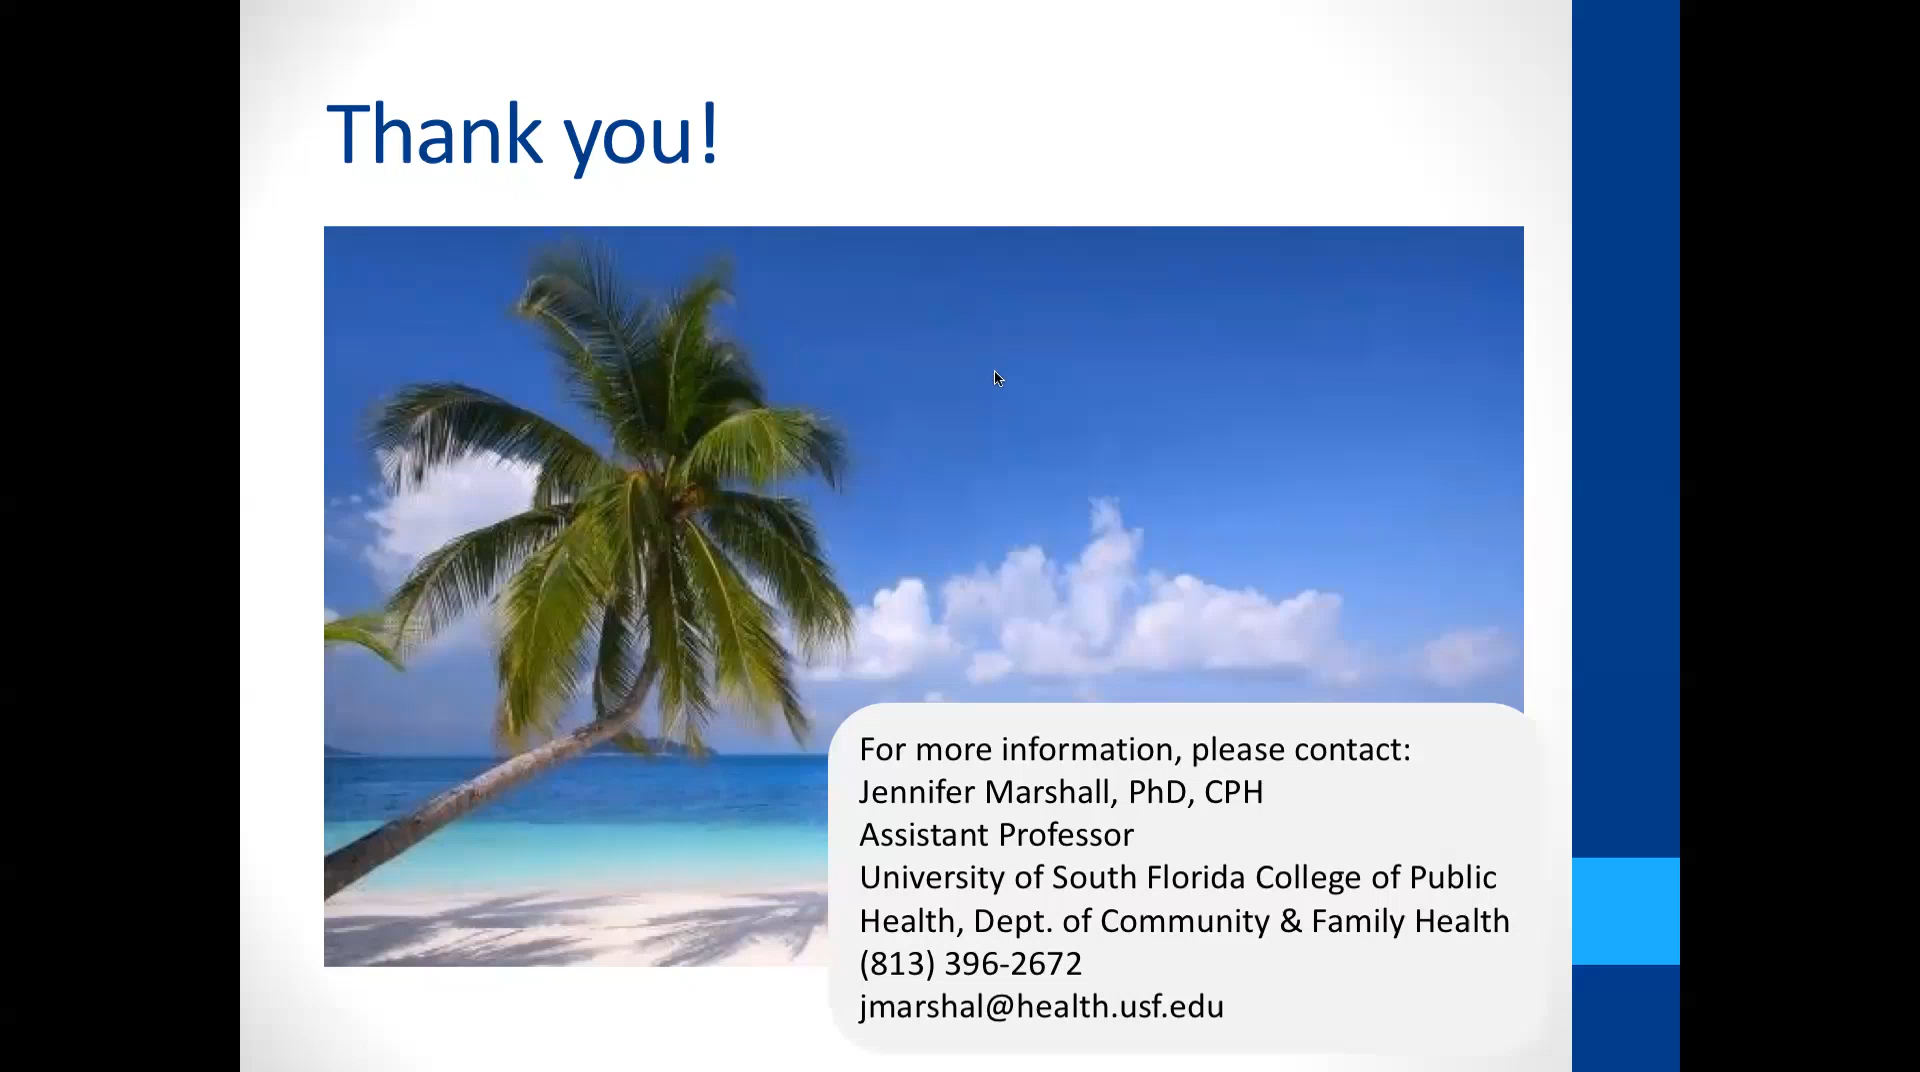 Thank you!
For more information, please contact:
Jennifer Marshall, PhD, CPH
Assistant Professor
University of South Florida College of Public
Health, Dept. of Community & Family Health
(813) 396-2672
jmarshal@health.usf.edu